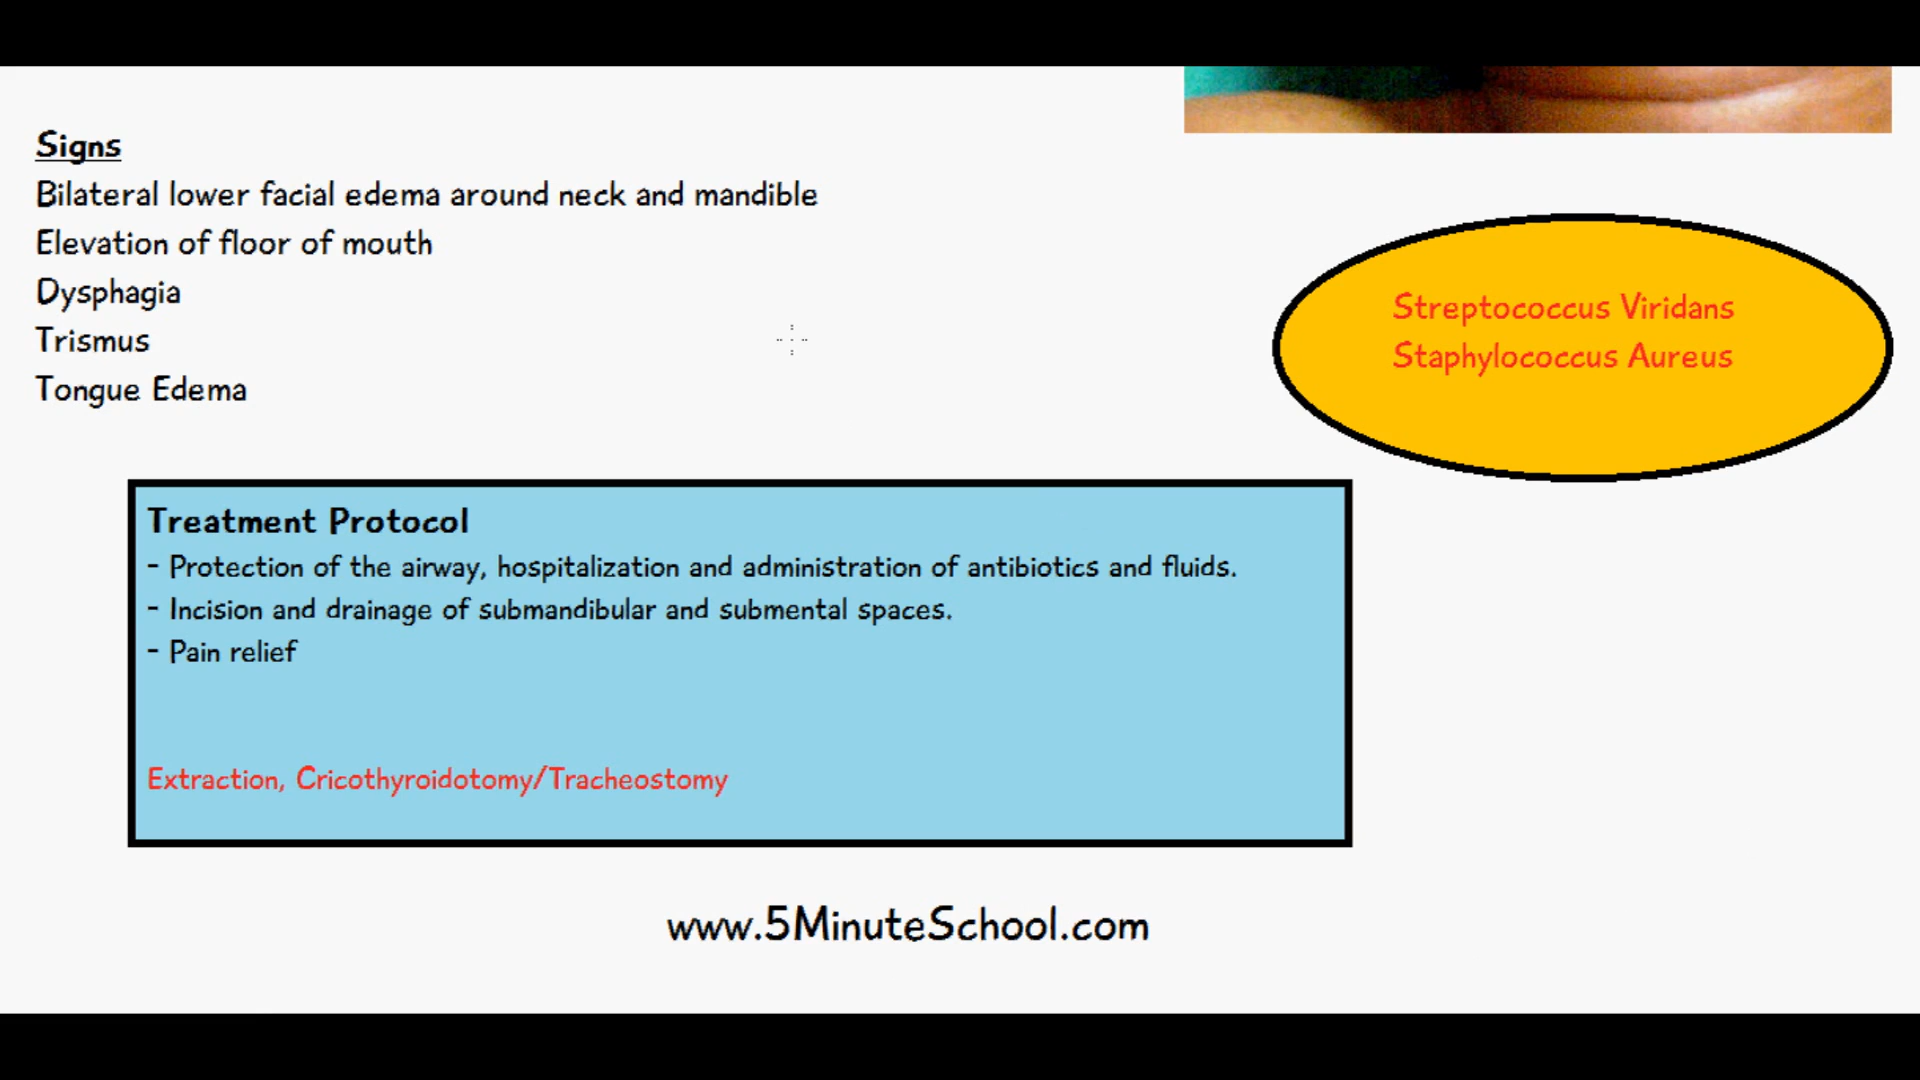 Signs
Bilateral lower facial edema around neck and mandible
Elevation of floor of mouth
Dysphagia
Trismus
Tongue Edema
Streptococcus Viridans
Staphylococcus Aureus
Treatment Protocol
- Protection of the airway, hospitalization and administration of antibiotics and fluids.
- Incision and drainage of submandibular and submental spaces.
- Pain relief
Extraction, Cricothyroidotomy/Tracheostomy
www.5MinuteSchool.com